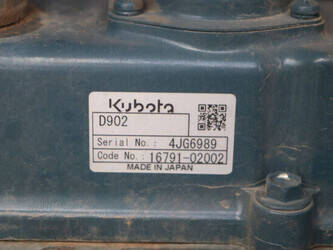 Kubota
D902
Serial No.: 4JG6989
Code No.: 16791-02002
MADE IN JAPAN